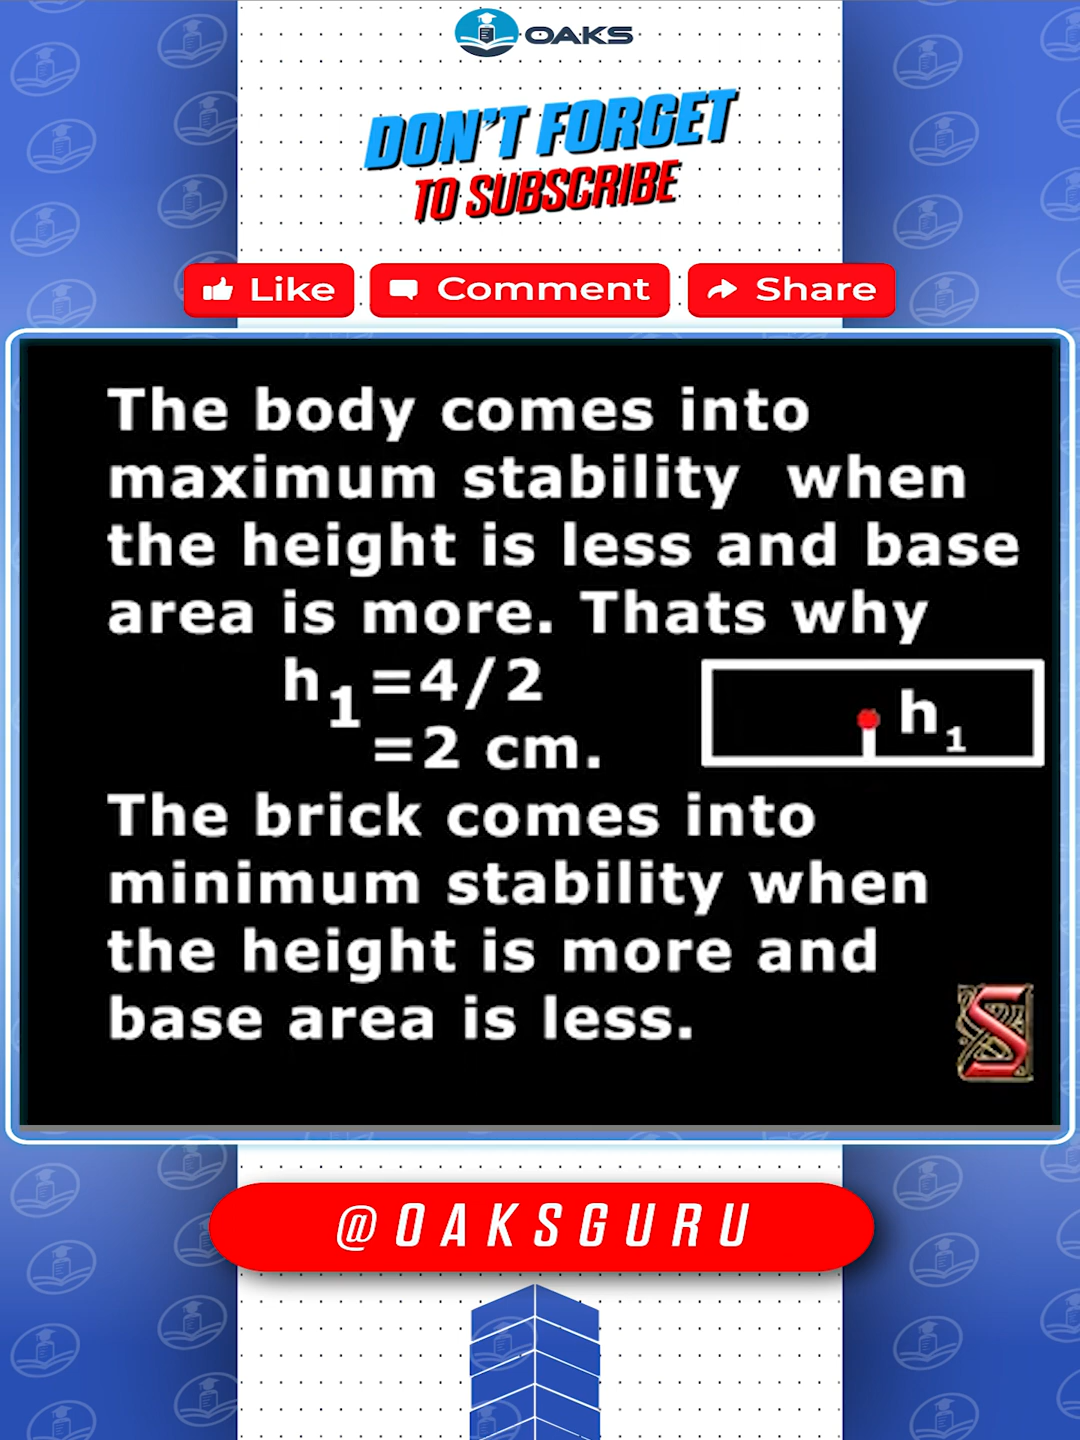 OAKS
DON'T FORGET
TO SUBSCRIBE
Like
Comment
Share
The body comes into
maximum stability when
the height is less and base
area is more. Thats why
h₁=4/2
=2 cm.
h₁
The brick comes into
minimum stability when
the height is more and
base area is less.
S
@OAKSGURU